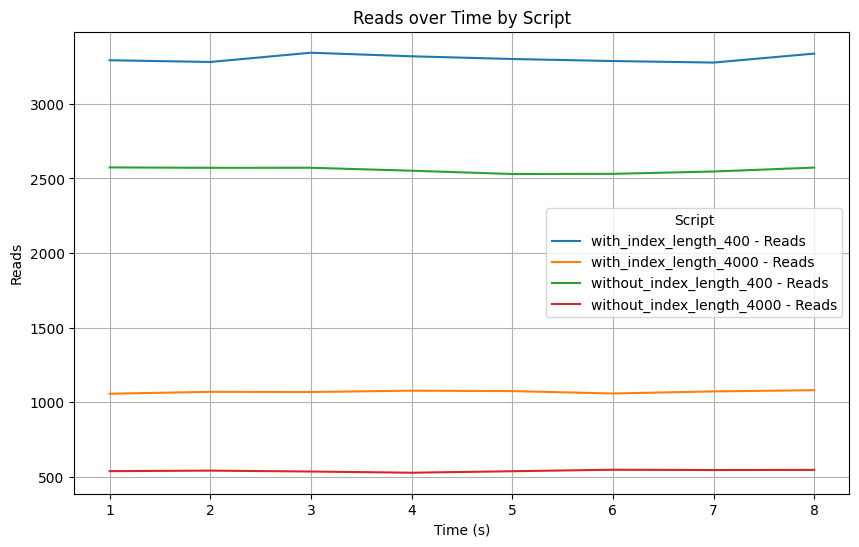 Reads over Time by Script
Reads
3000
2500
2000
1500
1000
500
Script
with_index_length_400 - Reads
with_index_length_4000 - Reads
without_index_length_400 - Reads
without_index_length_4000 - Reads
1 2 3 4 5 6 7 8
Time (s)